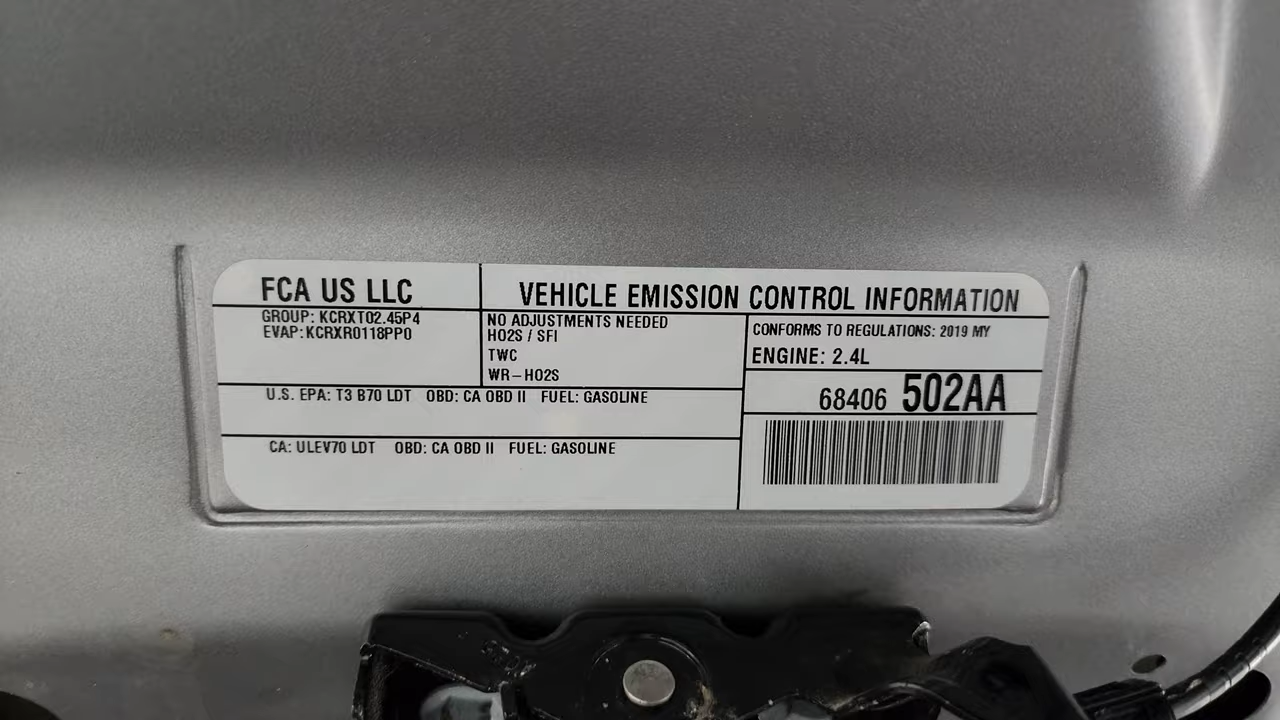 FCA US LLC
VEHICLE EMISSION CONTROL INFORMATION
GROUP: KCRXT02.45P4
EVAP: KCRXR0118PP0
NO ADJUSTMENTS NEEDED
HO2S / SFI
TWC
WR-HO2S
CONFORMS TO REGULATIONS: 2019 MY
ENGINE: 2.4L
U.S. EPA: T3 B70 LDT OBD: CA OBD II FUEL: GASOLINE
68406 502AA
CA: ULEV70 LDT OBD: CA OBD II FUEL: GASOLINE